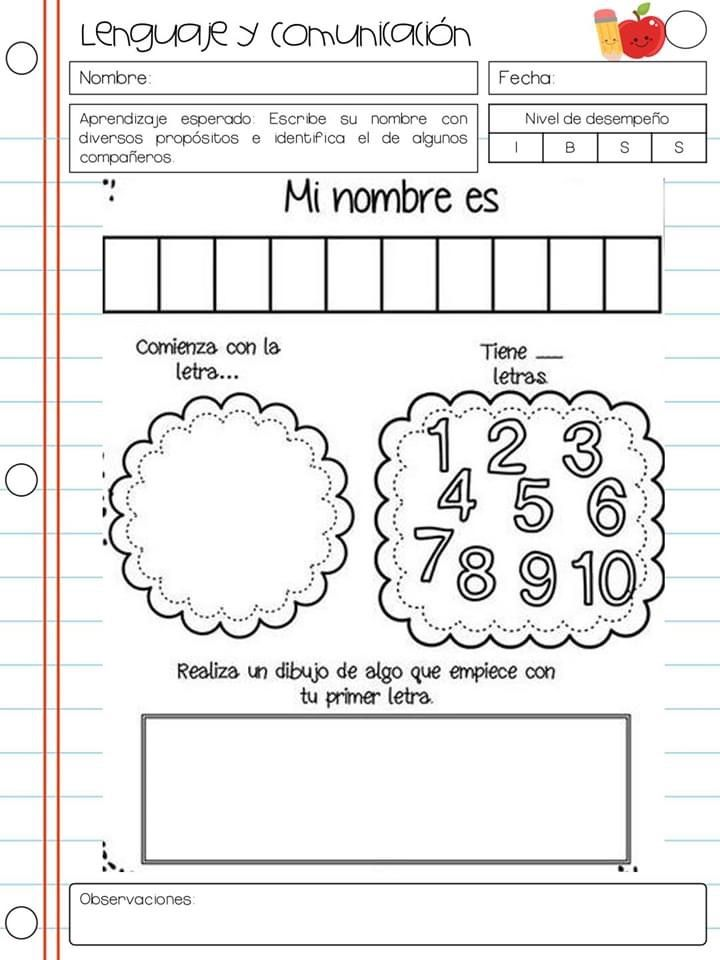 Lenguaje y Comunicación
Nombre:
Fecha:
Aprendizaje esperado: Escribe su nombre con
diversos propósitos e identifica el de algunos
compañeros.
Nivel de desempeño
I B S S
Mi nombre es
Comienza con la
letra...
Tiene ___
letras.
1 2 3
4 5 6
7 8 9 10
Realiza un dibujo de algo que empiece con
tu primer letra.
Observaciones: